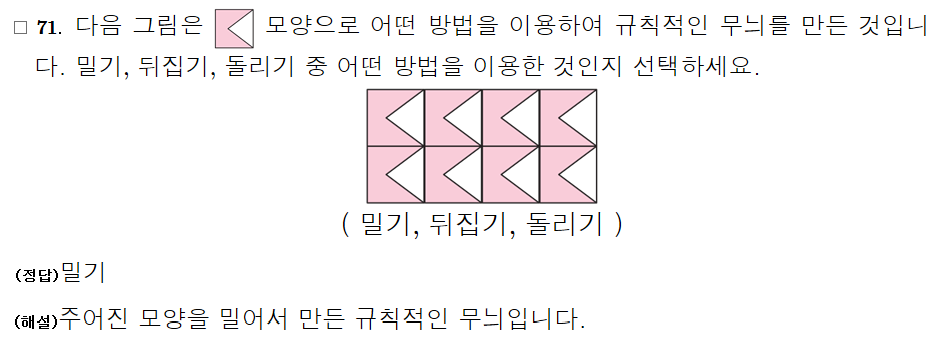 □ 71. 다음 그림은 모양으로 어떤 방법을 이용하여 규칙적인 무늬를 만든 것입니
다. 밀기, 뒤집기, 돌리기 중 어떤 방법을 이용한 것인지 선택하세요.
( 밀기, 뒤집기, 돌리기 )
(정답)밀기
(해설)주어진 모양을 밀어서 만든 규칙적인 무늬입니다.